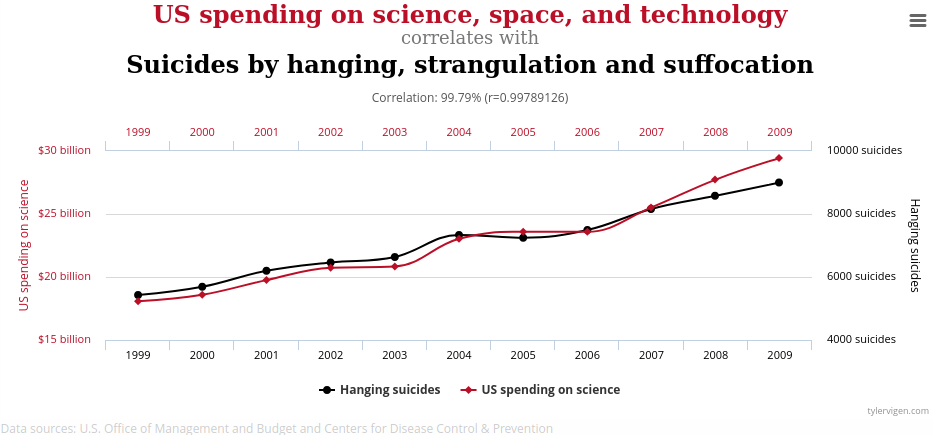 US spending on science, space, and technology
correlates with
Suicides by hanging, strangulation and suffocation
Correlation: 99.79% (r=0.99789126)
1999 2000 2001 2002 2003 2004 2005 2006 2007 2008 2009
$30 billion 10000 suicides
$25 billion 8000 suicides
$20 billion 6000 suicides
$15 billion 4000 suicides
US spending on science
Hanging suicides
1999 2000 2001 2002 2003 2004 2005 2006 2007 2008 2009
Hanging suicides US spending on science
tylervigen.com
Data sources: U.S. Office of Management and Budget and Centers for Disease Control & Prevention